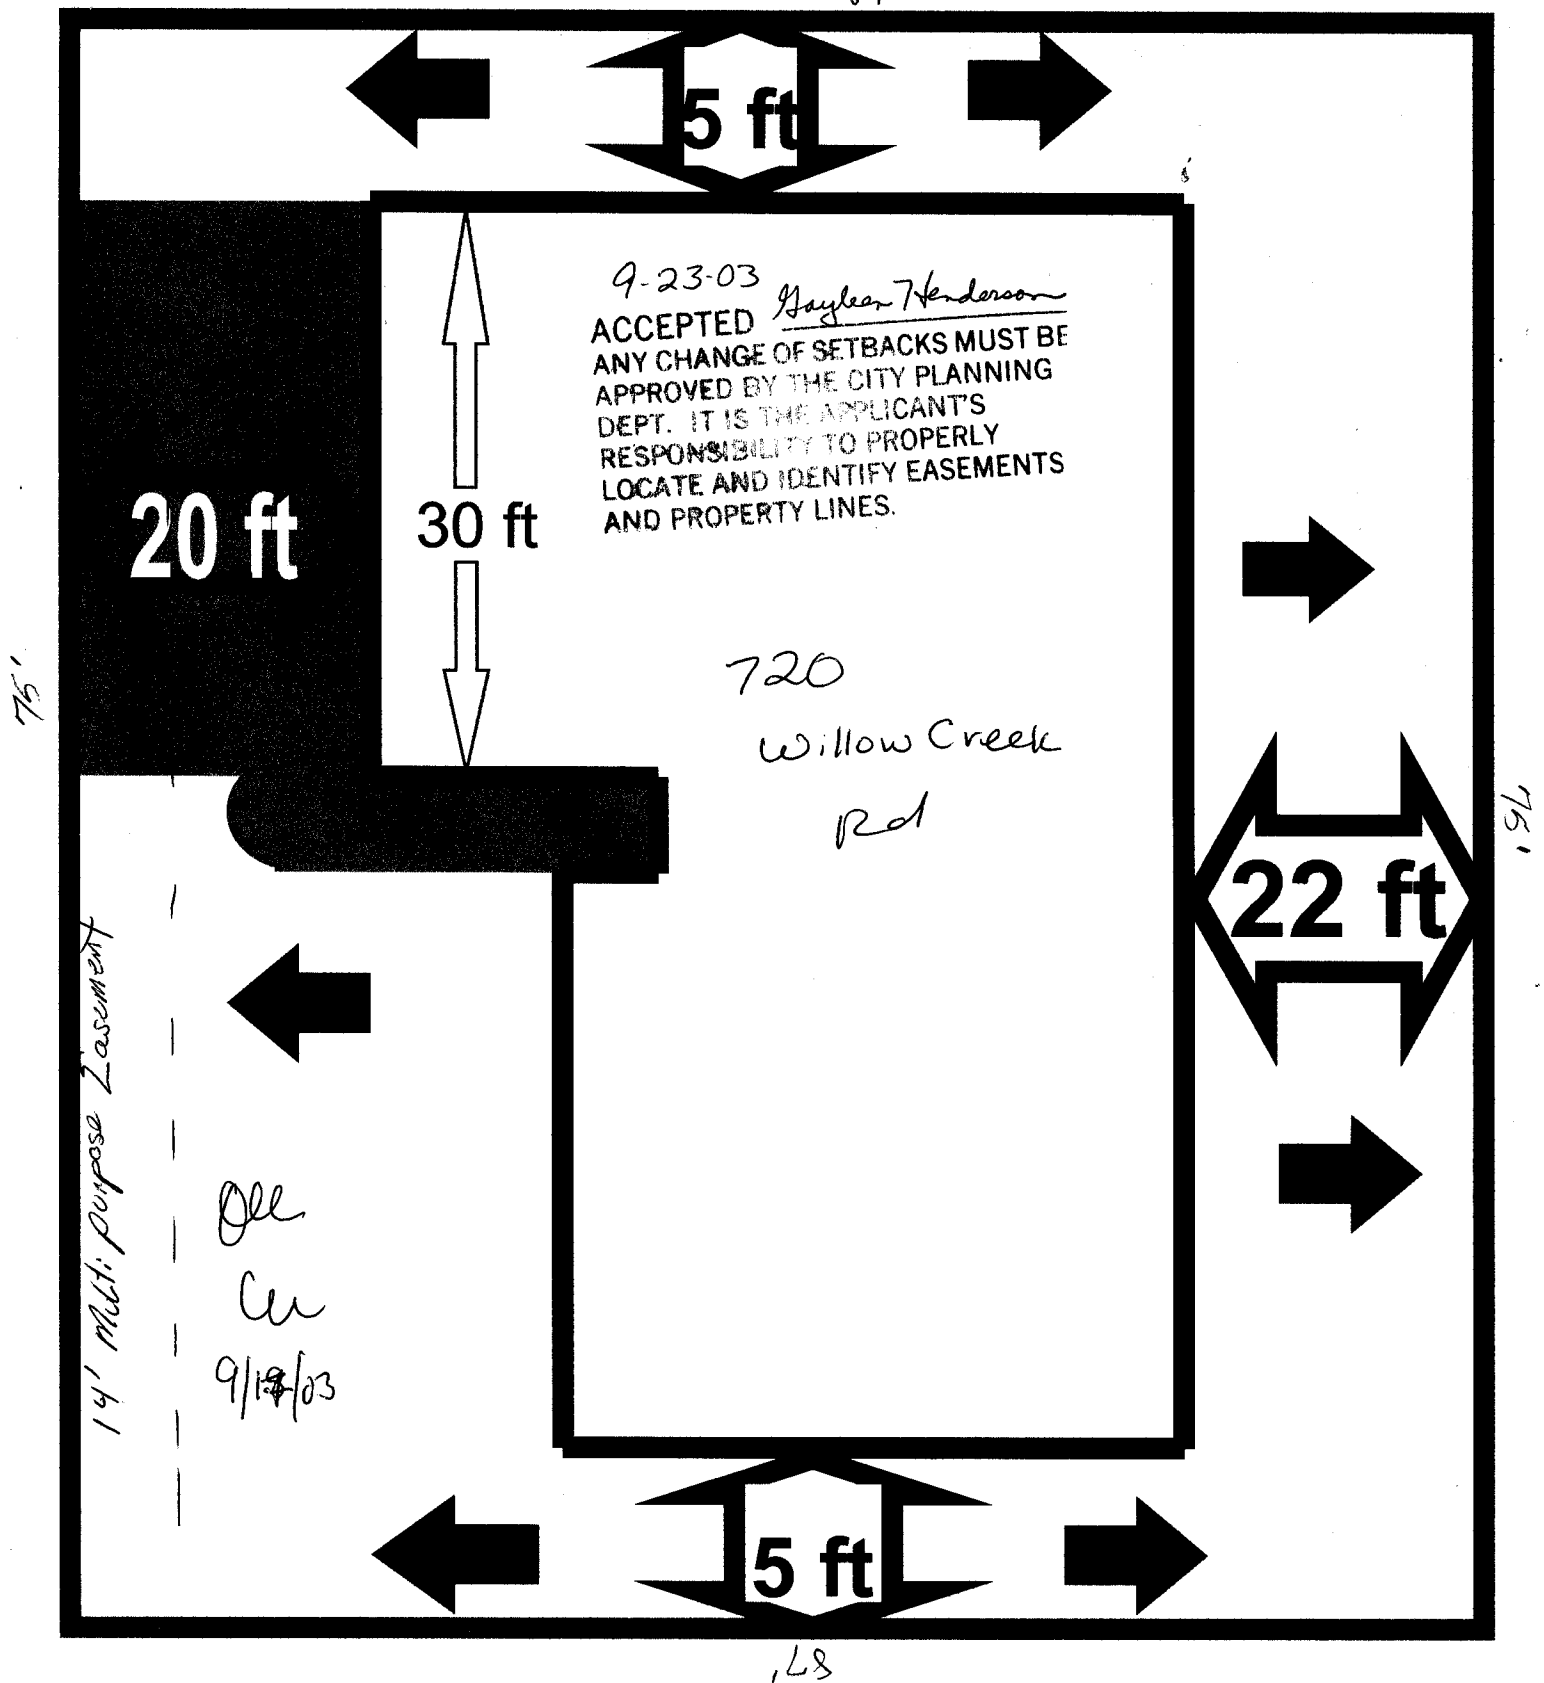 5 ft
9-23-03
ACCEPTED Gayleen Henderson
ANY CHANGE OF SETBACKS MUST BE
APPROVED BY THE CITY PLANNING
DEPT. IT IS THE APPLICANT'S
RESPONSIBILITY TO PROPERLY
LOCATE AND IDENTIFY EASEMENTS
AND PROPERTY LINES.
20 ft
30 ft
75'
720
Willow Creek
Rd
76'
22 ft
14' Multi purpose Easement
9/03
5 ft
87'